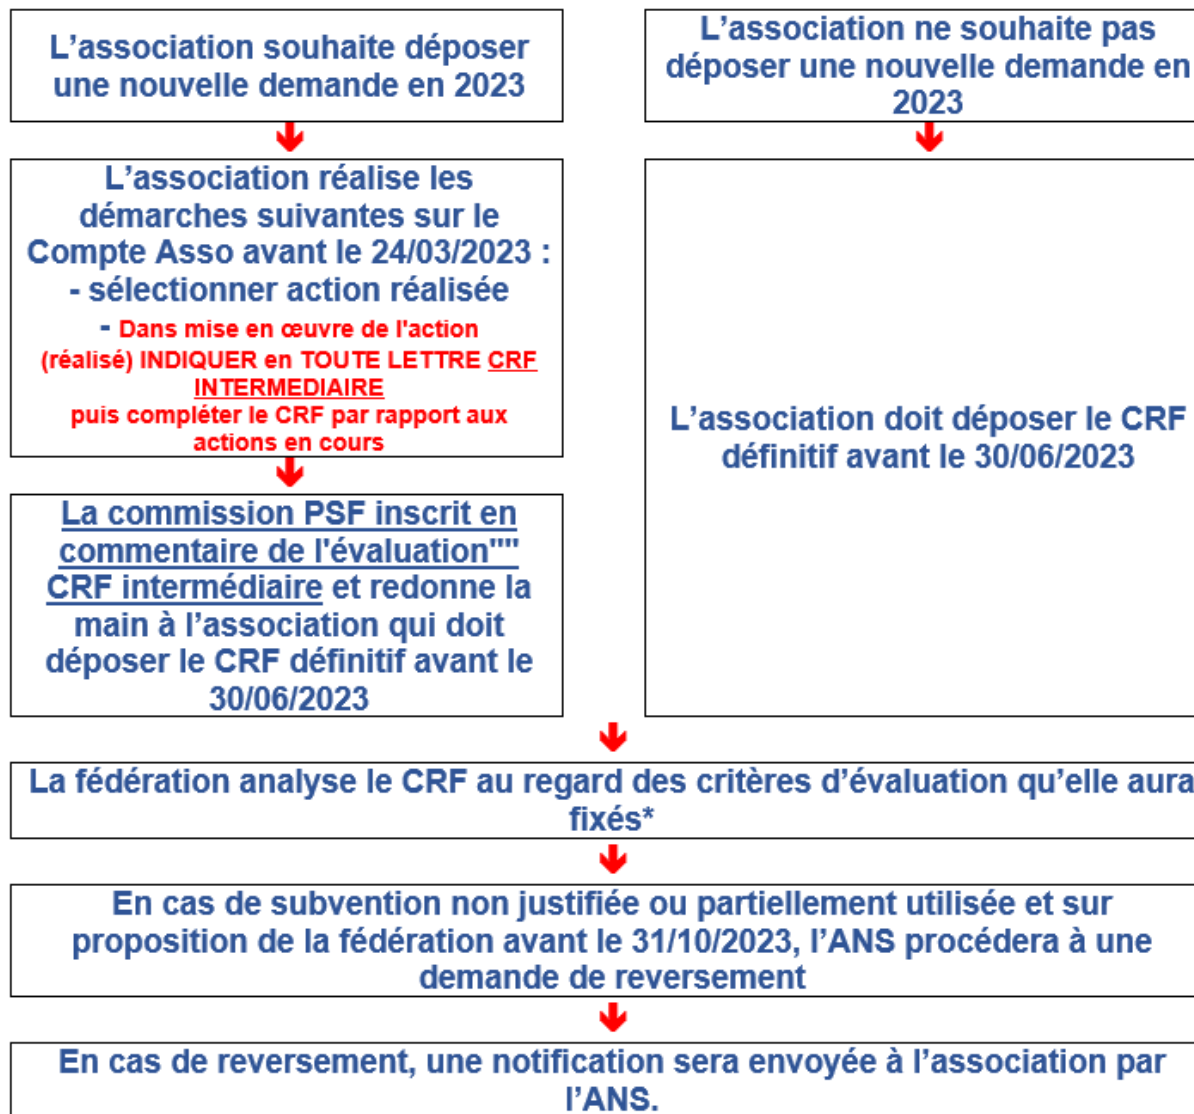 L’association souhaite déposer
une nouvelle demande en 2023
L’association ne souhaite pas
déposer une nouvelle demande en
2023
L’association réalise les
démarches suivantes sur le
Compte Asso avant le 24/03/2023 :
- sélectionner action réalisée
- Dans mise en œuvre de l'action
(réalisé) INDIQUER en TOUTE LETTRE CRF
INTERMEDIAIRE
puis compléter le CRF par rapport aux
actions en cours
L’association doit déposer le CRF
définitif avant le 30/06/2023
La commission PSF inscrit en
commentaire de l'évaluation""
CRF intermédiaire et redonne la
main à l’association qui doit
déposer le CRF définitif avant le
30/06/2023
La fédération analyse le CRF au regard des critères d’évaluation qu’elle aura
fixés*
En cas de subvention non justifiée ou partiellement utilisée et sur
proposition de la fédération avant le 31/10/2023, l’ANS procédera à une
demande de reversement
En cas de reversement, une notification sera envoyée à l’association par
l’ANS.